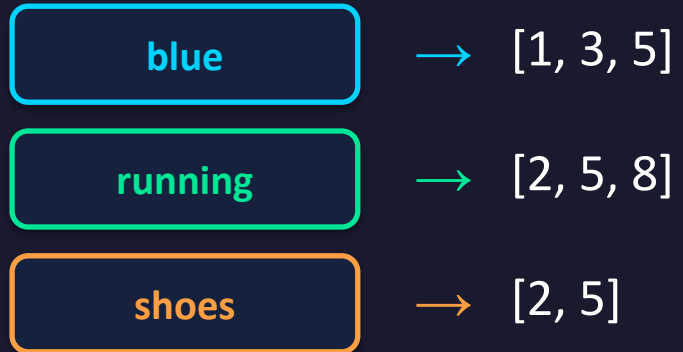 blue → [1, 3, 5]
running → [2, 5, 8]
shoes → [2, 5]